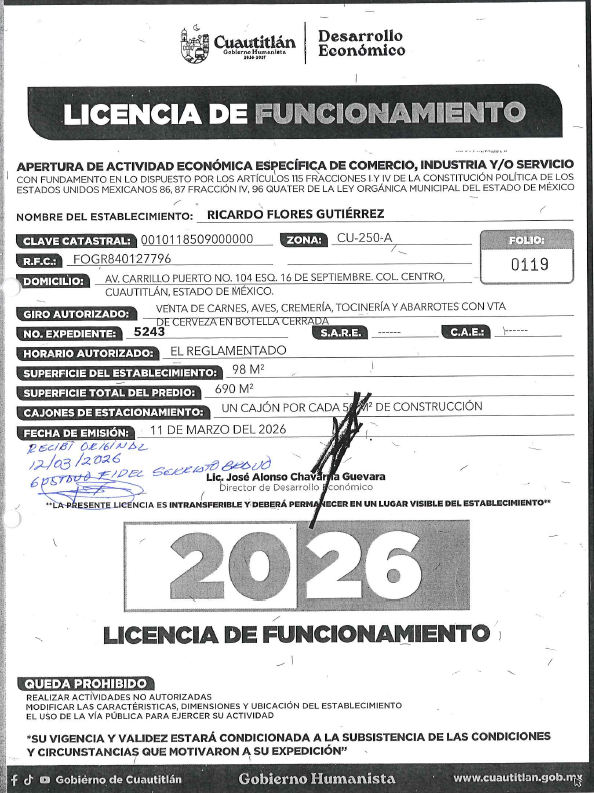 Cuautitlán
Gobierno Humanista
Desarrollo
Económico
LICENCIA DE FUNCIONAMIENTO
APERTURA DE ACTIVIDAD ECONÓMICA ESPECÍFICA DE COMERCIO, INDUSTRIA Y/O SERVICIO
CON FUNDAMENTO EN LO DISPUESTO POR LOS ARTÍCULOS 115 FRACCIONES I Y IV DE LA CONSTITUCIÓN POLÍTICA DE LOS
ESTADOS UNIDOS MEXICANOS 86, 87 FRACCIÓN IV, 96 QUATER DE LA LEY ORGÁNICA MUNICIPAL DEL ESTADO DE MÉXICO
NOMBRE DEL ESTABLECIMIENTO: RICARDO FLORES GUTIÉRREZ
CLAVE CATASTRAL: 0010118509000000 ZONA: CU-250-A
FOLIO:
0119
R.F.C.: FOGR840127796
DOMICILIO: AV. CARRILLO PUERTO NO. 104 ESQ. 16 DE SEPTIEMBRE. COL. CENTRO,
CUAUTITLÁN, ESTADO DE MÉXICO.
GIRO AUTORIZADO: VENTA DE CARNES, AVES, CREMERÍA, TOCINERÍA Y ABARROTES CON VTA
DE CERVEZA EN BOTELLA CERRADA
NO. EXPEDIENTE: 5243 S.A.R.E.: ------ C.A.E.: ------
HORARIO AUTORIZADO: EL REGLAMENTADO
SUPERFICIE DEL ESTABLECIMIENTO: 98 M²
SUPERFICIE TOTAL DEL PREDIO: 690 M²
CAJONES DE ESTACIONAMIENTO: UN CAJÓN POR CADA M² DE CONSTRUCCIÓN
FECHA DE EMISIÓN: 11 DE MARZO DEL 2026
RECIBI ORIGINAL
12/03/2026
FIDEL
Lic. José Alonso Chavarría Guevara
Director de Desarrollo Económico
**LA PRESENTE LICENCIA ES INTRANSFERIBLE Y DEBERÁ PERMANECER EN UN LUGAR VISIBLE DEL ESTABLECIMIENTO**
2026
LICENCIA DE FUNCIONAMIENTO
QUEDA PROHIBIDO
REALIZAR ACTIVIDADES NO AUTORIZADAS
MODIFICAR LAS CARACTERÍSTICAS, DIMENSIONES Y UBICACIÓN DEL ESTABLECIMIENTO
EL USO DE LA VÍA PÚBLICA PARA EJERCER SU ACTIVIDAD
"SU VIGENCIA Y VALIDEZ ESTARÁ CONDICIONADA A LA SUBSISTENCIA DE LAS CONDICIONES
Y CIRCUNSTANCIAS QUE MOTIVARON A SU EXPEDICIÓN"
Gobierno de Cuautitlán
Gobierno Humanista
www.cuautitlan.gob.mx